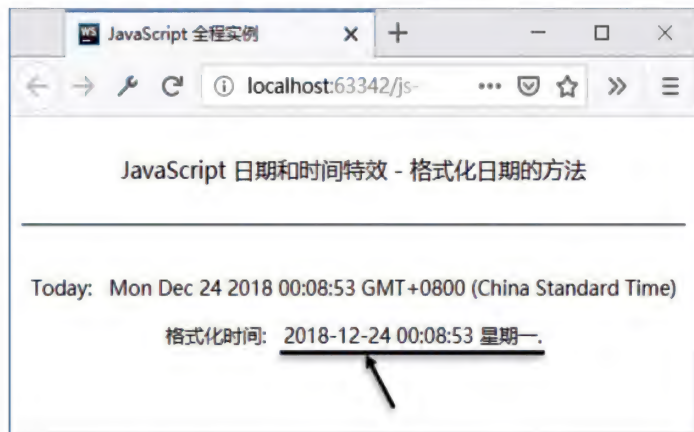 WS JavaScript 全程实例
localhost:63342/js-
JavaScript 日期和时间特效 - 格式化日期的方法
Today: Mon Dec 24 2018 00:08:53 GMT+0800 (China Standard Time)
格式化时间: 2018-12-24 00:08:53 星期一.